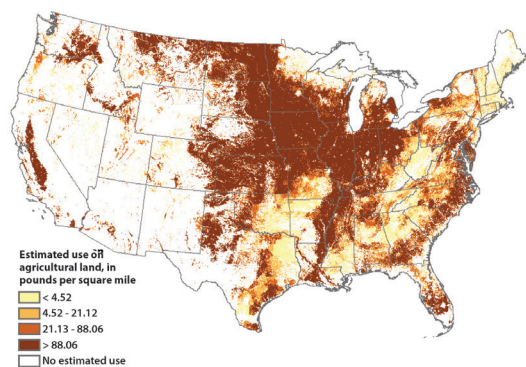 Estimated use on
agricultural land, in
pounds per square mile
< 4.52
4.52 - 21.12
21.13 - 88.06
> 88.06
No estimated use